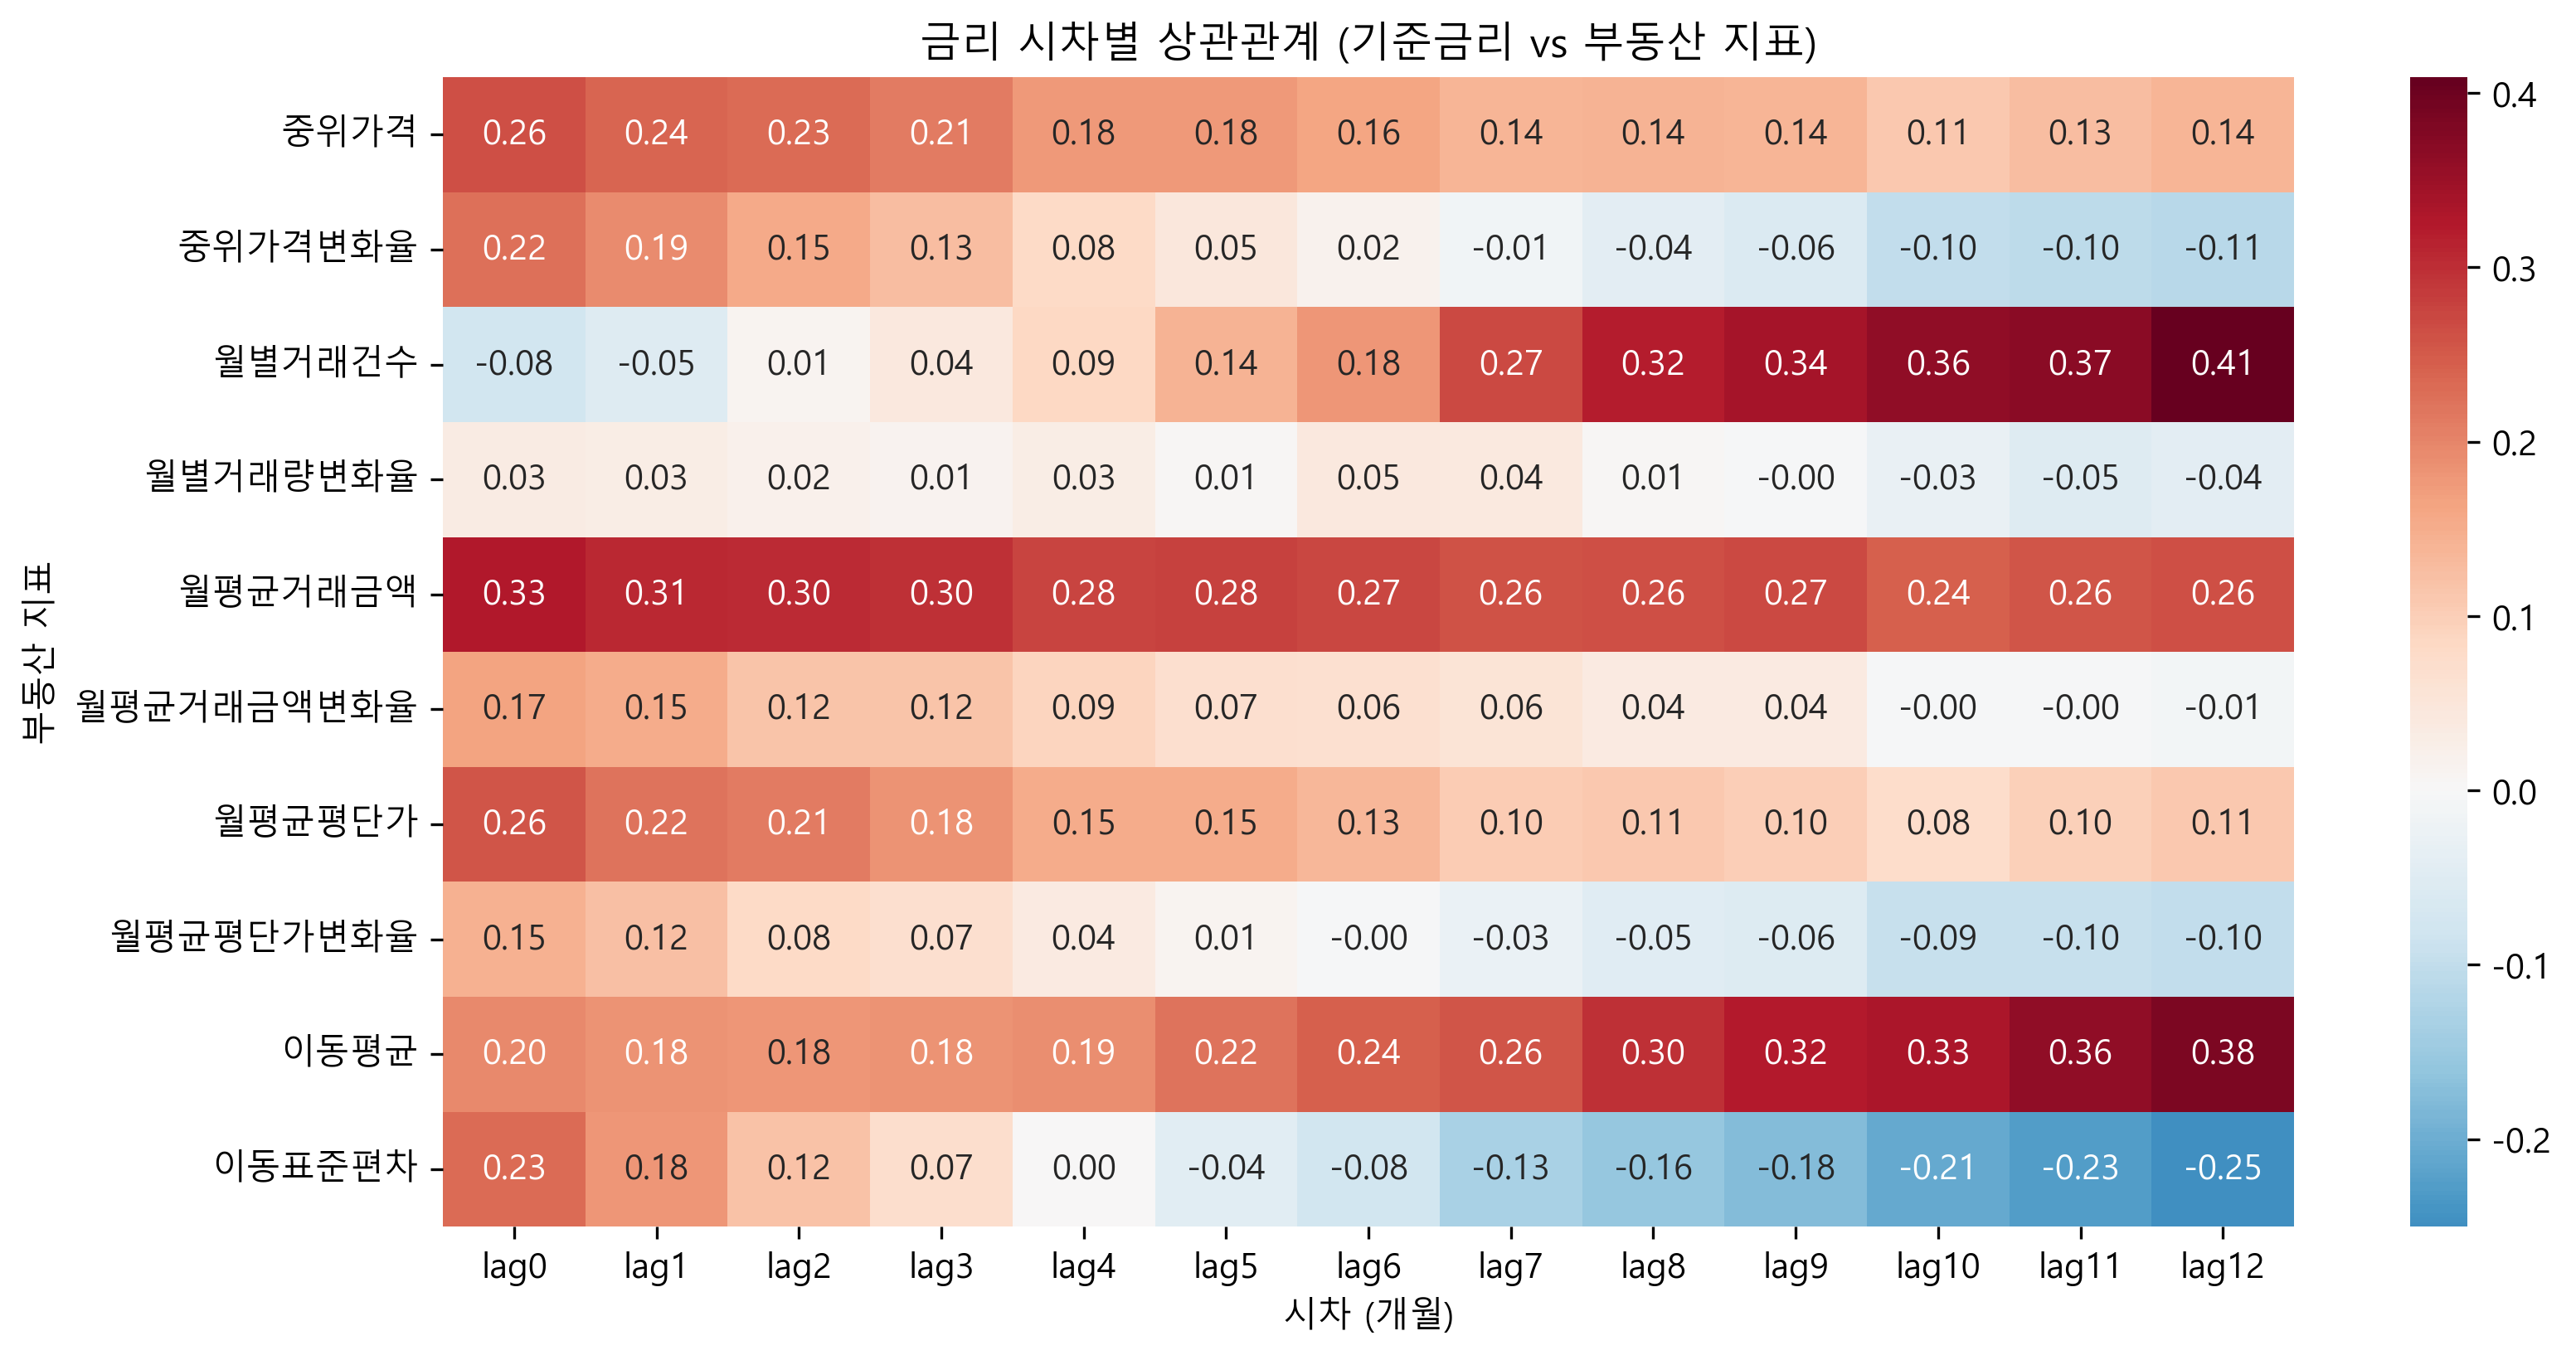 금리 시차별 상관관계 (기준금리 vs 부동산 지표)
부동산 지표
중위가격 0.26 0.24 0.23 0.21 0.18 0.18 0.16 0.14 0.14 0.14 0.11 0.13 0.14
중위가격변화율 0.22 0.19 0.15 0.13 0.08 0.05 0.02 -0.01 -0.04 -0.06 -0.10 -0.10 -0.11
월별거래건수 -0.08 -0.05 0.01 0.04 0.09 0.14 0.18 0.27 0.32 0.34 0.36 0.37 0.41
월별거래량변화율 0.03 0.03 0.02 0.01 0.03 0.01 0.05 0.04 0.01 -0.00 -0.03 -0.05 -0.04
월평균거래금액 0.33 0.31 0.30 0.30 0.28 0.28 0.27 0.26 0.26 0.27 0.24 0.26 0.26
월평균거래금액변화율 0.17 0.15 0.12 0.12 0.09 0.07 0.06 0.06 0.04 0.04 -0.00 -0.00 -0.01
월평균평단가 0.26 0.22 0.21 0.18 0.15 0.15 0.13 0.10 0.11 0.10 0.08 0.10 0.11
월평균평단가변화율 0.15 0.12 0.08 0.07 0.04 0.01 -0.00 -0.03 -0.05 -0.06 -0.09 -0.10 -0.10
이동평균 0.20 0.18 0.18 0.18 0.19 0.22 0.24 0.26 0.30 0.32 0.33 0.36 0.38
이동표준편차 0.23 0.18 0.12 0.07 0.00 -0.04 -0.08 -0.13 -0.16 -0.18 -0.21 -0.23 -0.25
lag0 lag1 lag2 lag3 lag4 lag5 lag6 lag7 lag8 lag9 lag10 lag11 lag12
시차 (개월)
0.4
0.3
0.2
0.1
0.0
-0.1
-0.2